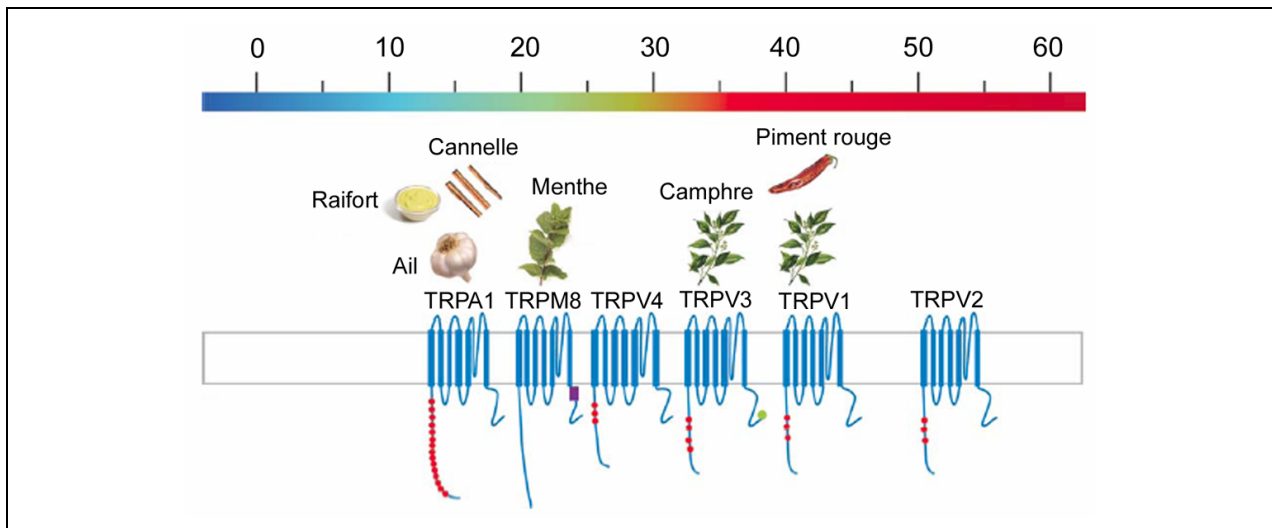 0 10 20 30 40 50 60
Piment rouge
Cannelle
Raifort
Menthe
Camphre
Ail
TRPA1 TRPM8 TRPV4 TRPV3 TRPV1 TRPV2